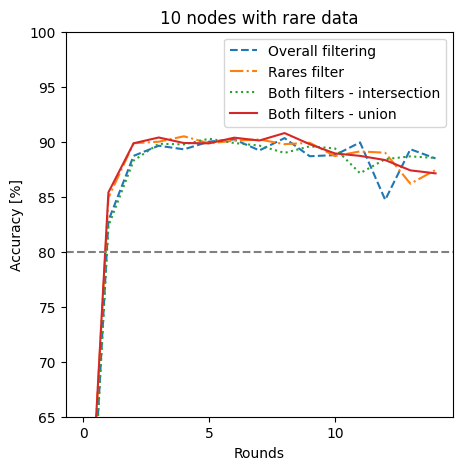 10 nodes with rare data
Overall filtering
Rares filter
Both filters - intersection
Both filters - union
Accuracy [%]
100
95
90
85
80
75
70
65
0 5 10
Rounds